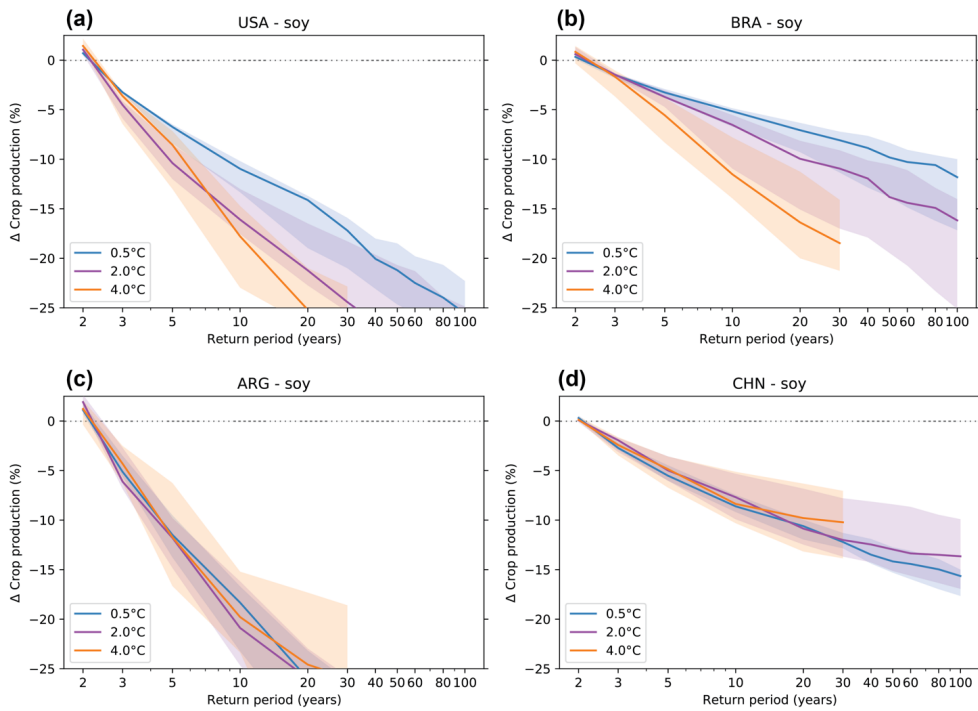 (a)
USA - soy
Δ Crop production (%)
0
−5
−10
−15
−20
−25
0.5°C
2.0°C
4.0°C
2 3 5 10 20 30 40 50 60 80 100
Return period (years)
(b)
BRA - soy
Δ Crop production (%)
0
−5
−10
−15
−20
−25
0.5°C
2.0°C
4.0°C
2 3 5 10 20 30 40 50 60 80 100
Return period (years)
(c)
ARG - soy
Δ Crop production (%)
0
−5
−10
−15
−20
−25
0.5°C
2.0°C
4.0°C
2 3 5 10 20 30 40 50 60 80 100
Return period (years)
(d)
CHN - soy
Δ Crop production (%)
0
−5
−10
−15
−20
−25
0.5°C
2.0°C
4.0°C
2 3 5 10 20 30 40 50 60 80 100
Return period (years)